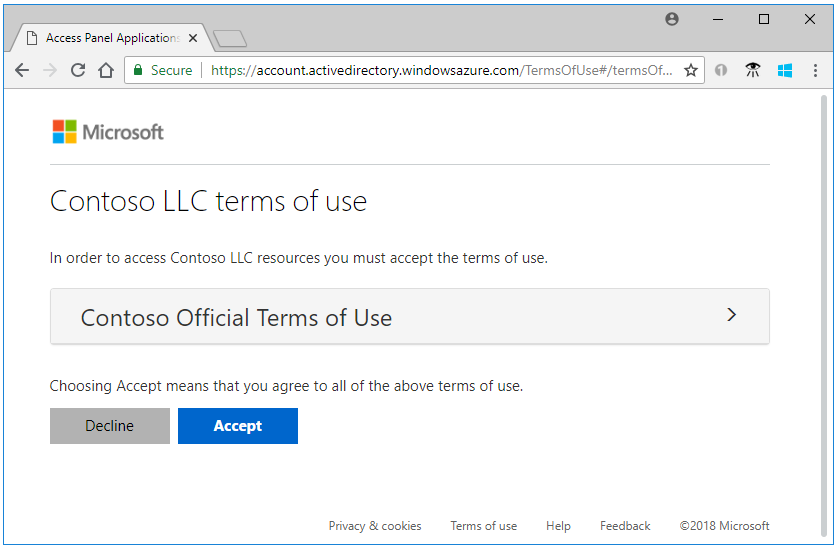 Access Panel Applications
Secure
https://account.activedirectory.windowsazure.com/TermsOfUse#/termsOf...
Microsoft
Contoso LLC terms of use
In order to access Contoso LLC resources you must accept the terms of use.
Contoso Official Terms of Use
Choosing Accept means that you agree to all of the above terms of use.
Decline Accept
Privacy & cookies Terms of use Help Feedback ©2018 Microsoft